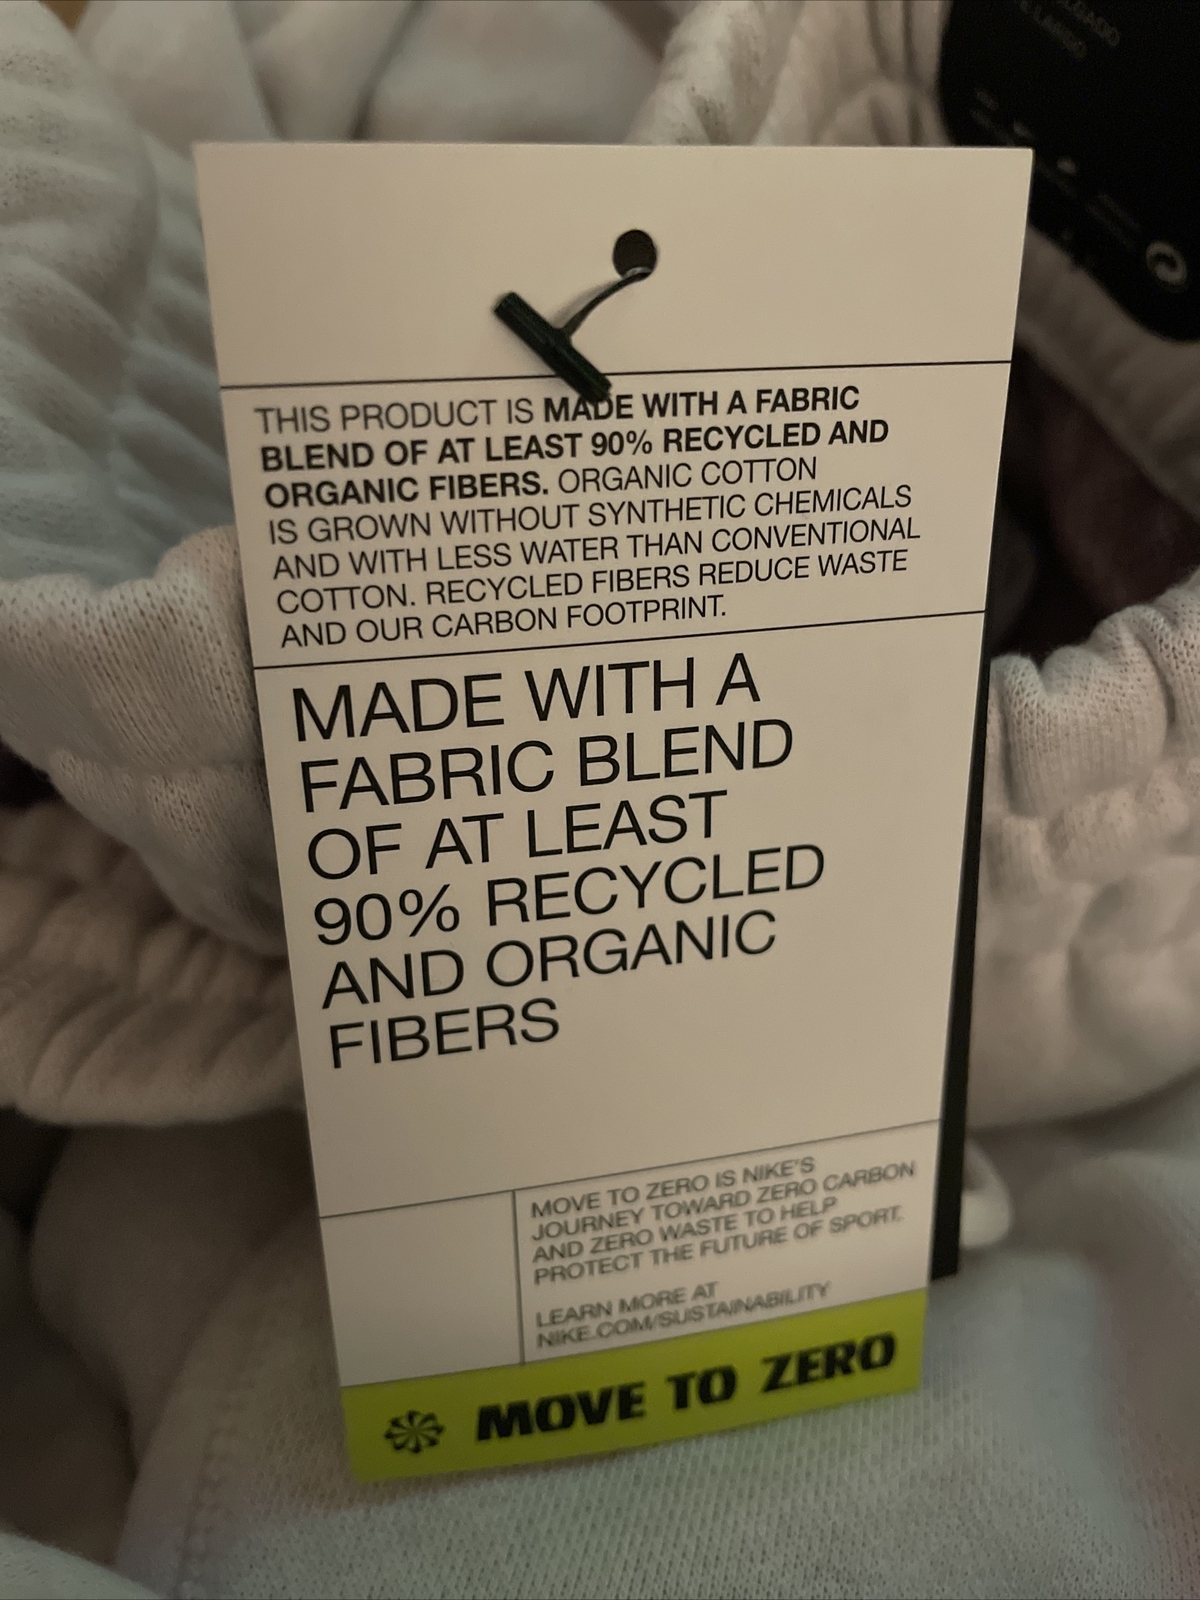 THIS PRODUCT IS MADE WITH A FABRIC
BLEND OF AT LEAST 90% RECYCLED AND
ORGANIC FIBERS. ORGANIC COTTON
IS GROWN WITHOUT SYNTHETIC CHEMICALS
AND WITH LESS WATER THAN CONVENTIONAL
COTTON. RECYCLED FIBERS REDUCE WASTE
AND OUR CARBON FOOTPRINT.
MADE WITH A
FABRIC BLEND
OF AT LEAST
90% RECYCLED
AND ORGANIC
FIBERS
MOVE TO ZERO IS NIKE'S
JOURNEY TOWARD ZERO CARBON
AND ZERO WASTE TO HELP
PROTECT THE FUTURE OF SPORT.
LEARN MORE AT
NIKE.COM/SUSTAINABILITY
MOVE TO ZERO